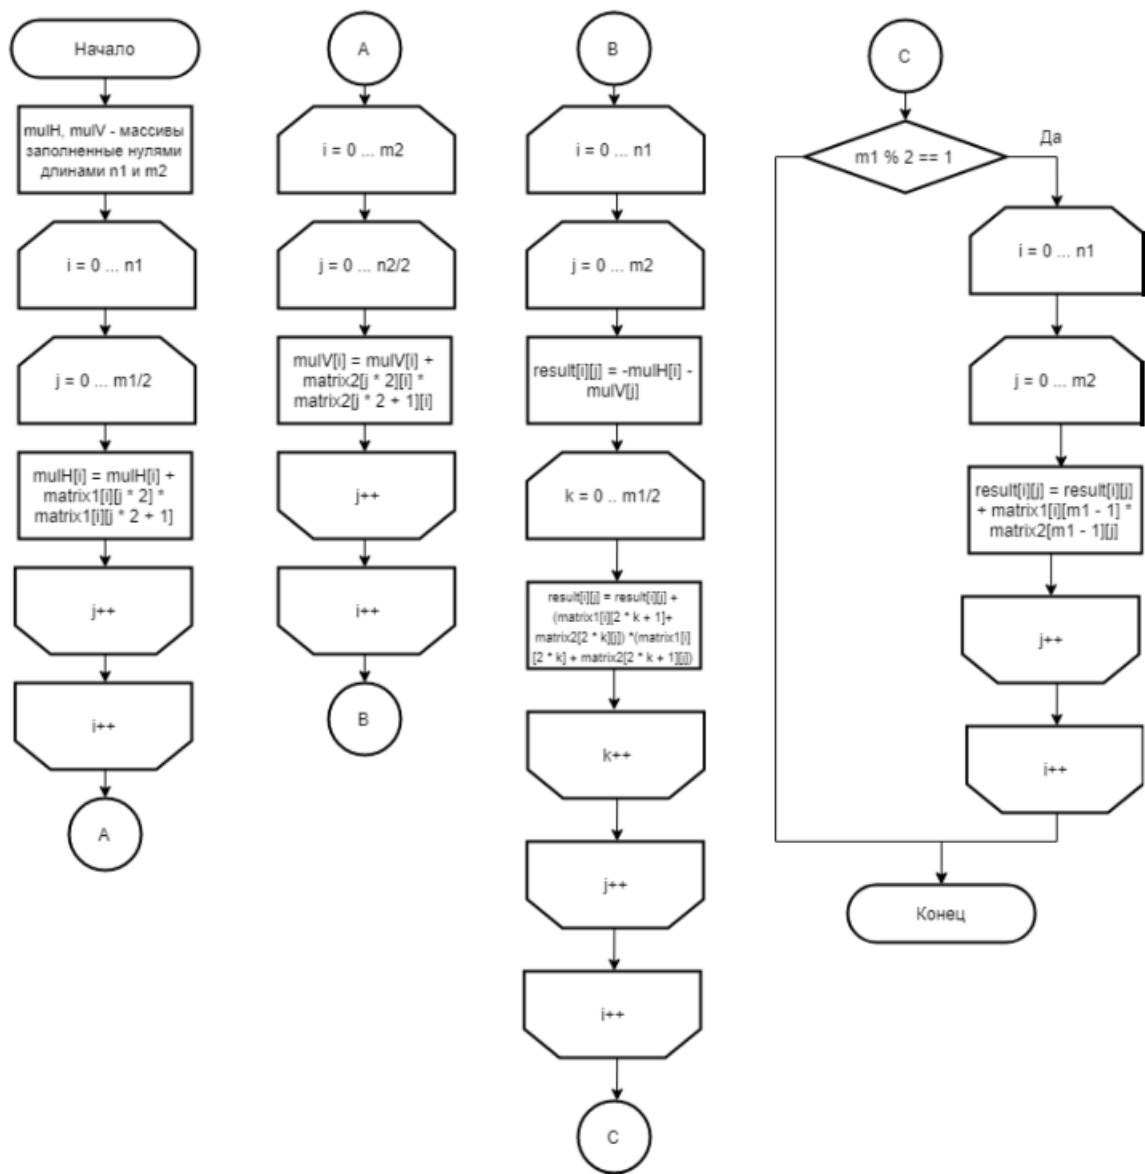 Начало
mulH, mulV - массивы
заполненные нулями
длинами n1 и m2
i = 0 ... n1
j = 0 ... m1/2
mulH[i] = mulH[i] +
matrix1[i][j * 2] *
matrix1[i][j * 2 + 1]
j++
i++
A
A
i = 0 ... m2
j = 0 ... n2/2
mulV[i] = mulV[i] +
matrix2[j * 2][i] *
matrix2[j * 2 + 1][i]
j++
i++
B
B
i = 0 ... n1
j = 0 ... m2
result[i][j] = -mulH[i] -
mulV[j]
k = 0 .. m1/2
result[i][j] = result[i][j] +
(matrix1[i][2 * k + 1]+
matrix2[2 * k][j]) *(matrix1[i]
[2 * k] + matrix2[2 * k + 1][j])
k++
j++
i++
C
C
m1 % 2 == 1
Да
i = 0 ... n1
j = 0 ... m2
result[i][j] = result[i][j]
+ matrix1[i][m1 - 1] *
matrix2[m1 - 1][j]
j++
i++
Конец